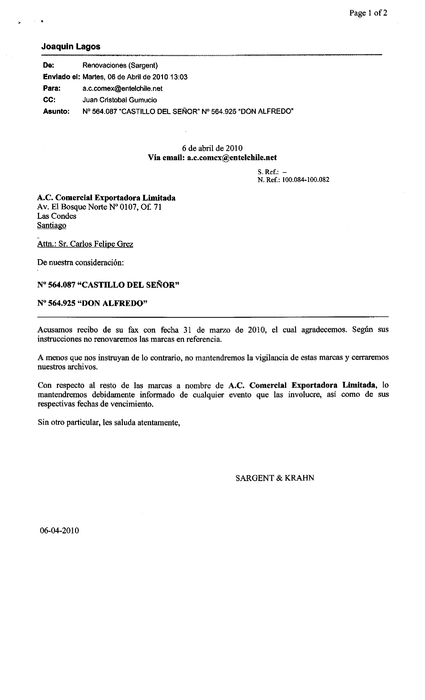 Page 1 of 2
Joaquin Lagos
De: Renovaciones (Sargent)
Enviado el: Martes, 06 de Abril de 2010 13:03
Para: a.c.comex@entelchile.net
CC: Juan Cristobal Gumucio
Asunto: Nº 564.087 "CASTILLO DEL SEÑOR" Nº 564.925 "DON ALFREDO"
6 de abril de 2010
Vía email: a.c.comex@entelchile.net
S. Ref.: –
N. Ref.: 100.084-100.082
A.C. Comercial Exportadora Limitada
Av. El Bosque Norte Nº 0107, Of. 71
Las Condes
Santiago
Attn.: Sr. Carlos Felipe Grez
De nuestra consideración:
Nº 564.087 “CASTILLO DEL SEÑOR”
Nº 564.925 “DON ALFREDO”
Acusamos recibo de su fax con fecha 31 de marzo de 2010, el cual agradecemos. Según sus
instrucciones no renovaremos las marcas en referencia.
A menos que nos instruyan de lo contrario, no mantendremos la vigilancia de estas marcas y cerraremos
nuestros archivos.
Con respecto al resto de las marcas a nombre de A.C. Comercial Exportadora Limitada, lo
mantendremos debidamente informado de cualquier evento que las involucre, así como de sus
respectivas fechas de vencimiento.
Sin otro particular, les saluda atentamente,
SARGENT & KRAHN
06-04-2010